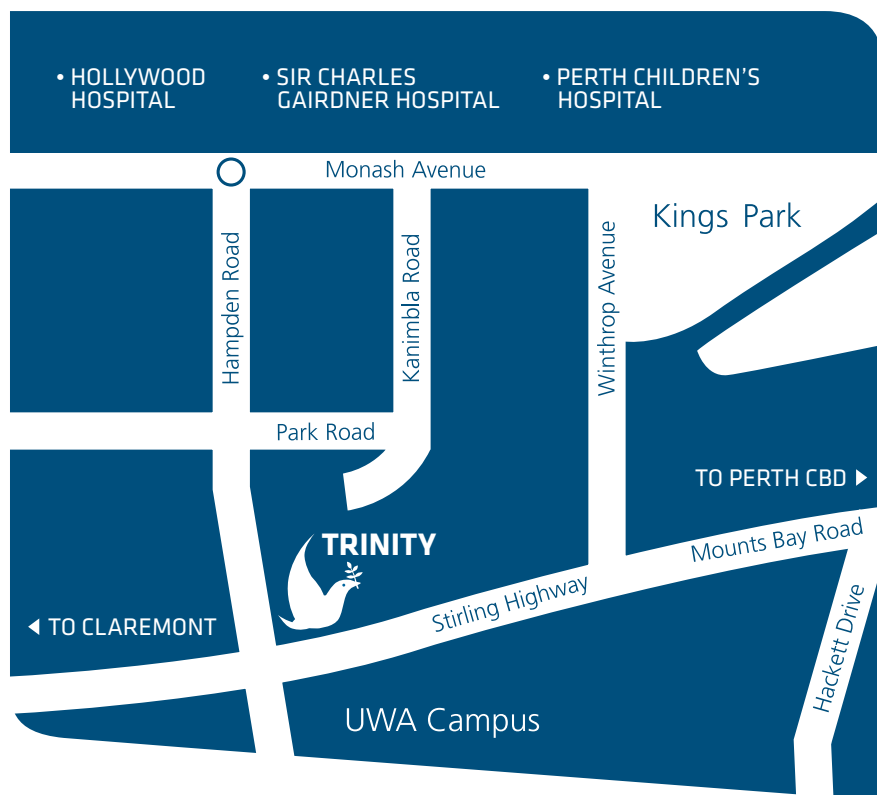 • HOLLYWOOD
HOSPITAL
• SIR CHARLES
GAIRDNER HOSPITAL
• PERTH CHILDREN'S
HOSPITAL
Monash Avenue
Kings Park
Hampden Road
Kanimbla Road
Winthrop Avenue
Park Road
TO PERTH CBD
TRINITY
Mounts Bay Road
Stirling Highway
TO CLAREMONT
Hackett Drive
UWA Campus